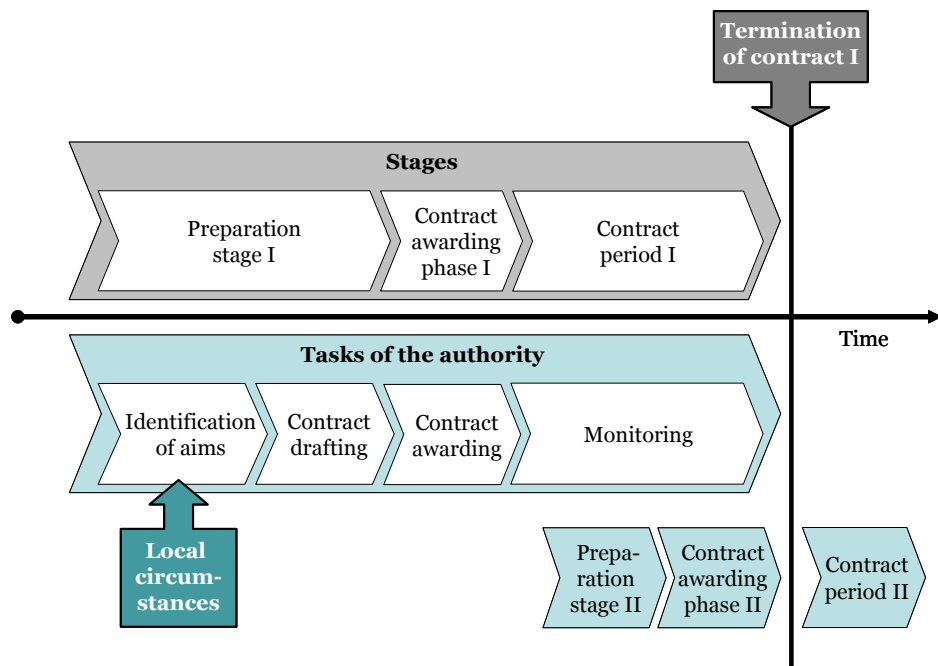 Termination
of contract I
Stages
Preparation
stage I
Contract
awarding
phase I
Contract
period I
Time
Tasks of the authority
Identification
of aims
Contract
drafting
Contract
awarding
Monitoring
Local
circum-
stances
Prepa-
ration
stage II
Contract
awarding
phase II
Contract
period II